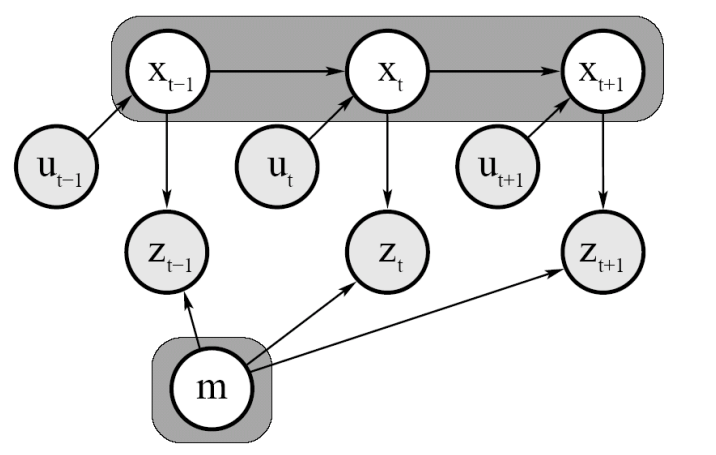 x_{t−1} x_t x_{t+1}
u_{t−1} u_t u_{t+1}
z_{t−1} z_t z_{t+1}
m